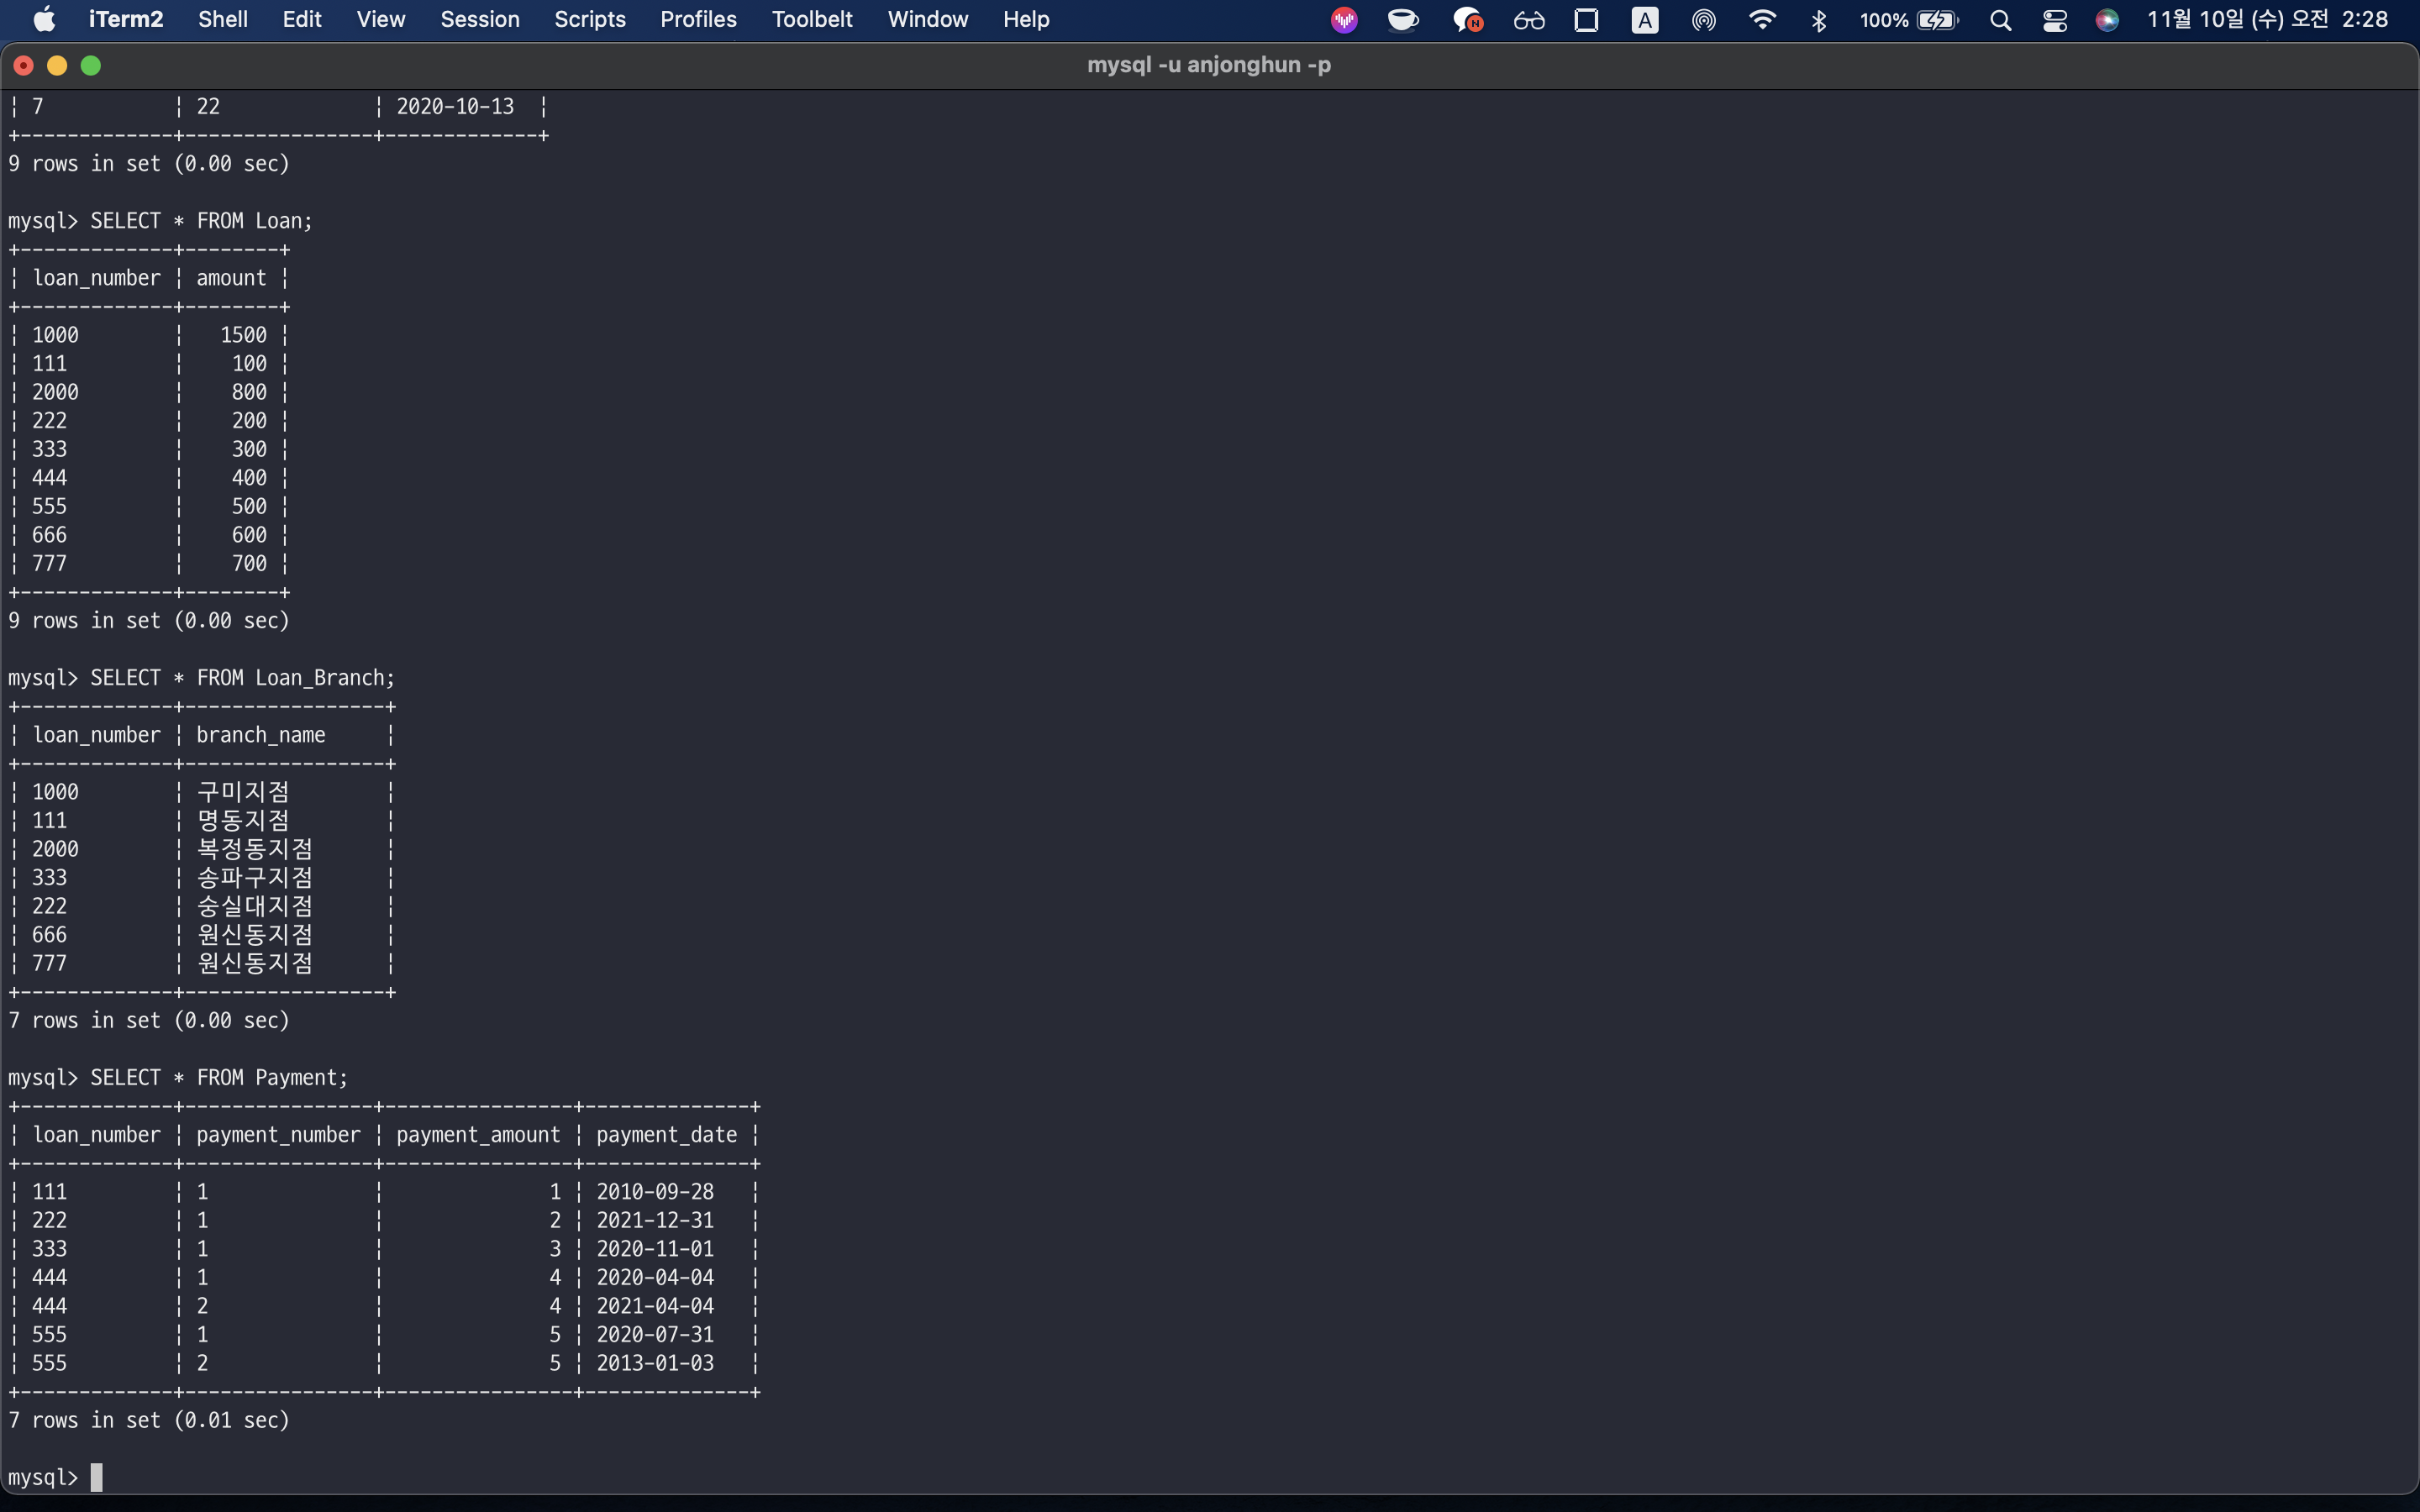 iTerm2 Shell Edit View Session Scripts Profiles Toolbelt Window Help N A 100% 11월 10일 (수) 오전 2:28
mysql -u anjonghun -p
| 7 | 22 | 2020-10-13 |
+-------------+-----------------+-------------+
9 rows in set (0.00 sec)
mysql> SELECT * FROM Loan;
+-------------+--------+
| loan_number | amount |
+-------------+--------+
| 1000 | 1500 |
| 111 | 100 |
| 2000 | 800 |
| 222 | 200 |
| 333 | 300 |
| 444 | 400 |
| 555 | 500 |
| 666 | 600 |
| 777 | 700 |
+-------------+--------+
9 rows in set (0.00 sec)
mysql> SELECT * FROM Loan_Branch;
+-------------+-----------------+
| loan_number | branch_name |
+-------------+-----------------+
| 1000 | 구미지점 |
| 111 | 명동지점 |
| 2000 | 복정동지점 |
| 333 | 송파구지점 |
| 222 | 숭실대지점 |
| 666 | 원신동지점 |
| 777 | 원신동지점 |
+-------------+-----------------+
7 rows in set (0.00 sec)
mysql> SELECT * FROM Payment;
+-------------+----------------+----------------+--------------+
| loan_number | payment_number | payment_amount | payment_date |
+-------------+----------------+----------------+--------------+
| 111 | 1 | 1 | 2010-09-28 |
| 222 | 1 | 2 | 2021-12-31 |
| 333 | 1 | 3 | 2020-11-01 |
| 444 | 1 | 4 | 2020-04-04 |
| 444 | 2 | 4 | 2021-04-04 |
| 555 | 1 | 5 | 2020-07-31 |
| 555 | 2 | 5 | 2013-01-03 |
+-------------+----------------+----------------+--------------+
7 rows in set (0.01 sec)
mysql>